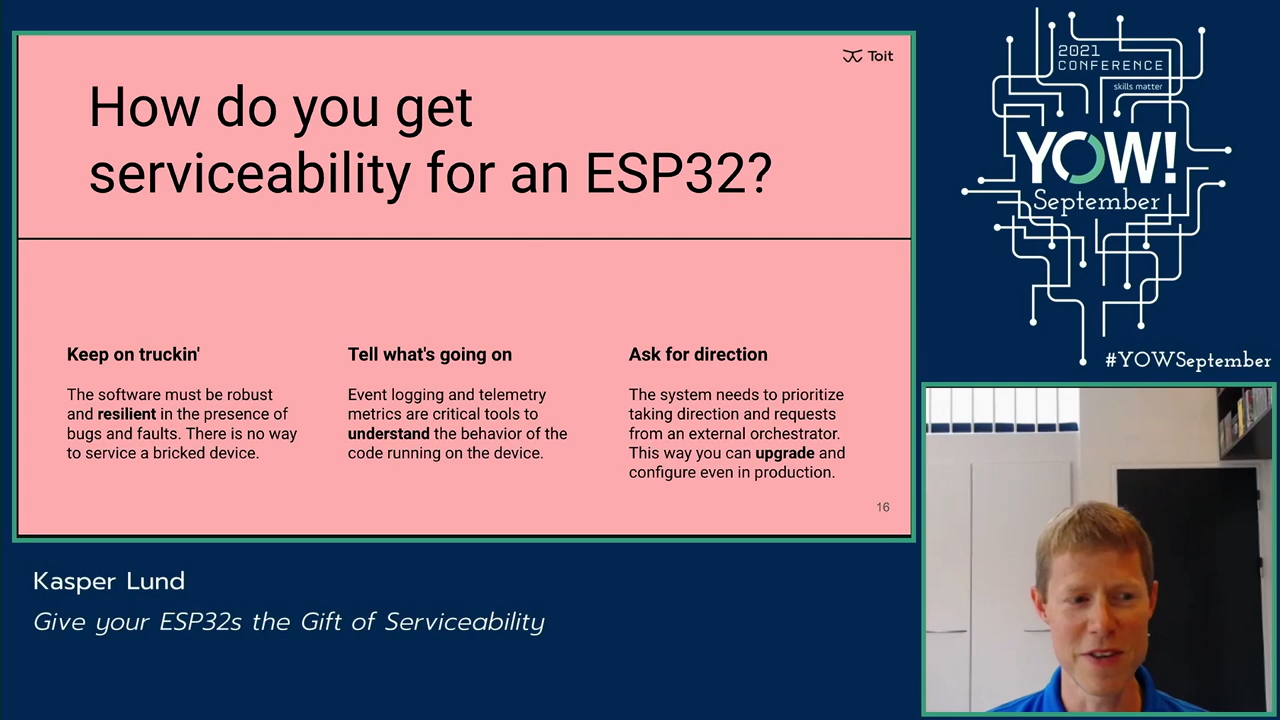 Toit
How do you get
serviceability for an ESP32?
Keep on truckin'
The software must be robust
and resilient in the presence of
bugs and faults. There is no way
to service a bricked device.
Tell what's going on
Event logging and telemetry
metrics are critical tools to
understand the behavior of the
code running on the device.
Ask for direction
The system needs to prioritize
taking direction and requests
from an external orchestrator.
This way you can upgrade and
configure even in production.
16
2021
CONFERENCE
skills matter
YOW!
September
#YOWSeptember
Kasper Lund
Give your ESP32s the Gift of Serviceability